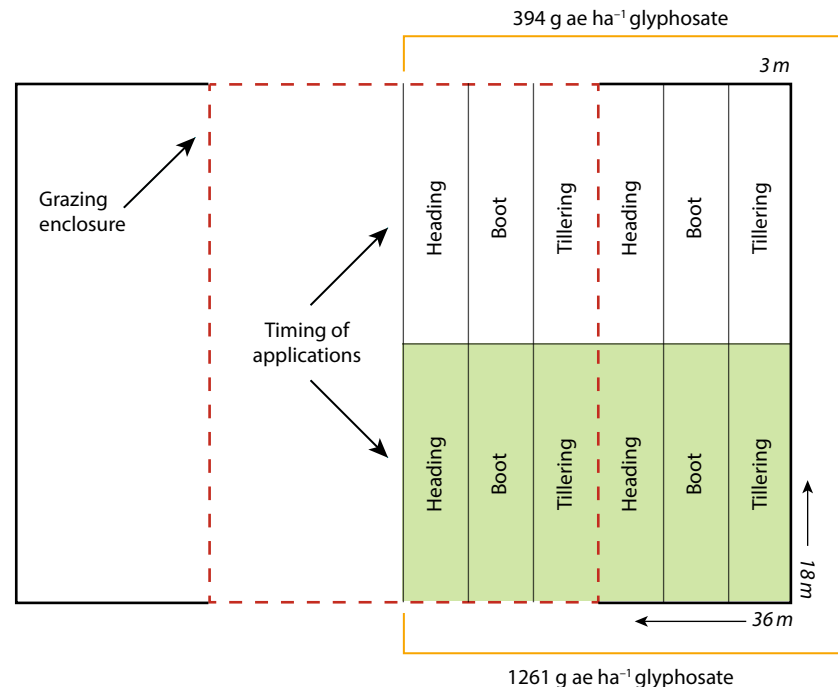 394 g ae ha⁻¹ glyphosate
3 m
Grazing
enclosure
Heading
Boot
Tillering
Heading
Boot
Tillering
Timing of
applications
Heading
Boot
Tillering
Heading
Boot
Tillering
18 m
36 m
1261 g ae ha⁻¹ glyphosate